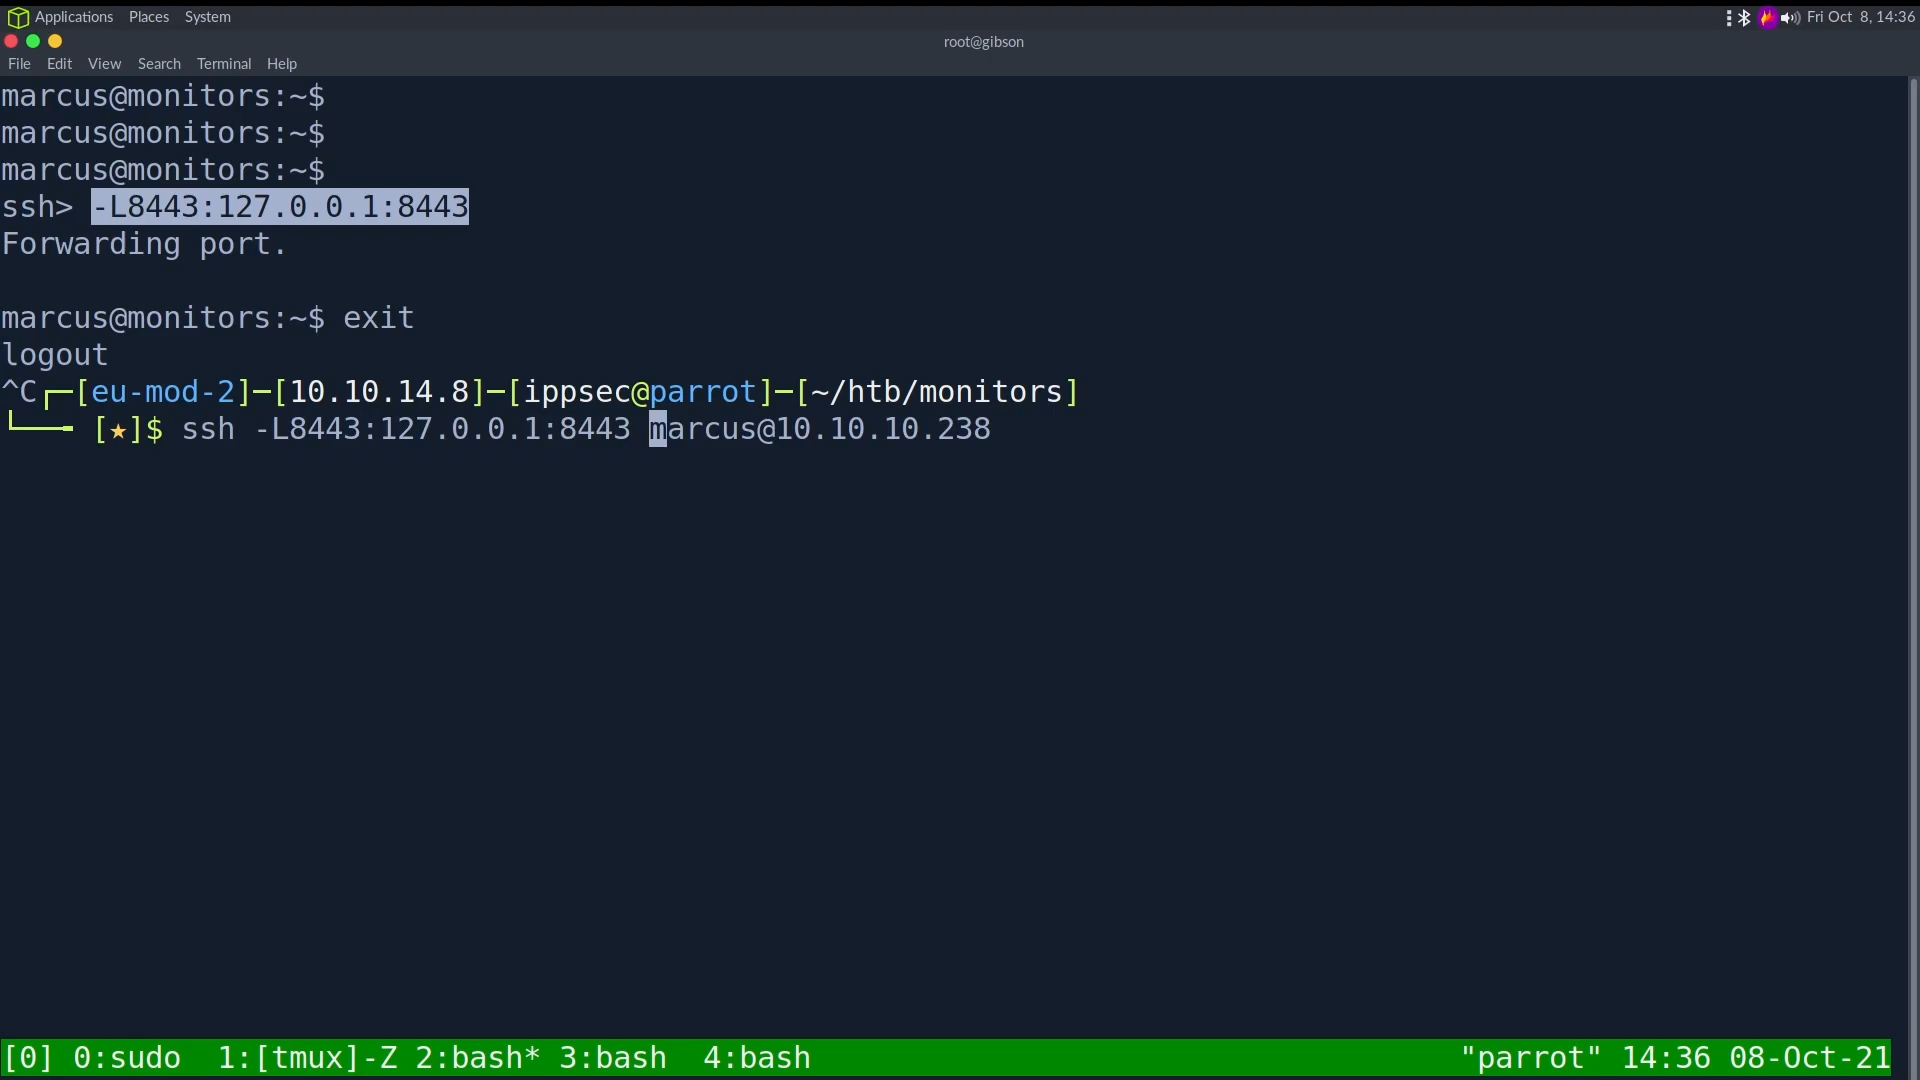 Applications Places System Fri Oct 8, 14:36
root@gibson
File Edit View Search Terminal Help
marcus@monitors:~$
marcus@monitors:~$
marcus@monitors:~$
ssh> -L8443:127.0.0.1:8443
Forwarding port.
marcus@monitors:~$ exit
logout
^C┌─[eu-mod-2]─[10.10.14.8]─[ippsec@parrot]─[~/htb/monitors]
└──╼ [★]$ ssh -L8443:127.0.0.1:8443 marcus@10.10.10.238
[0] 0:sudo 1:[tmux]-Z 2:bash* 3:bash 4:bash "parrot" 14:36 08-Oct-21